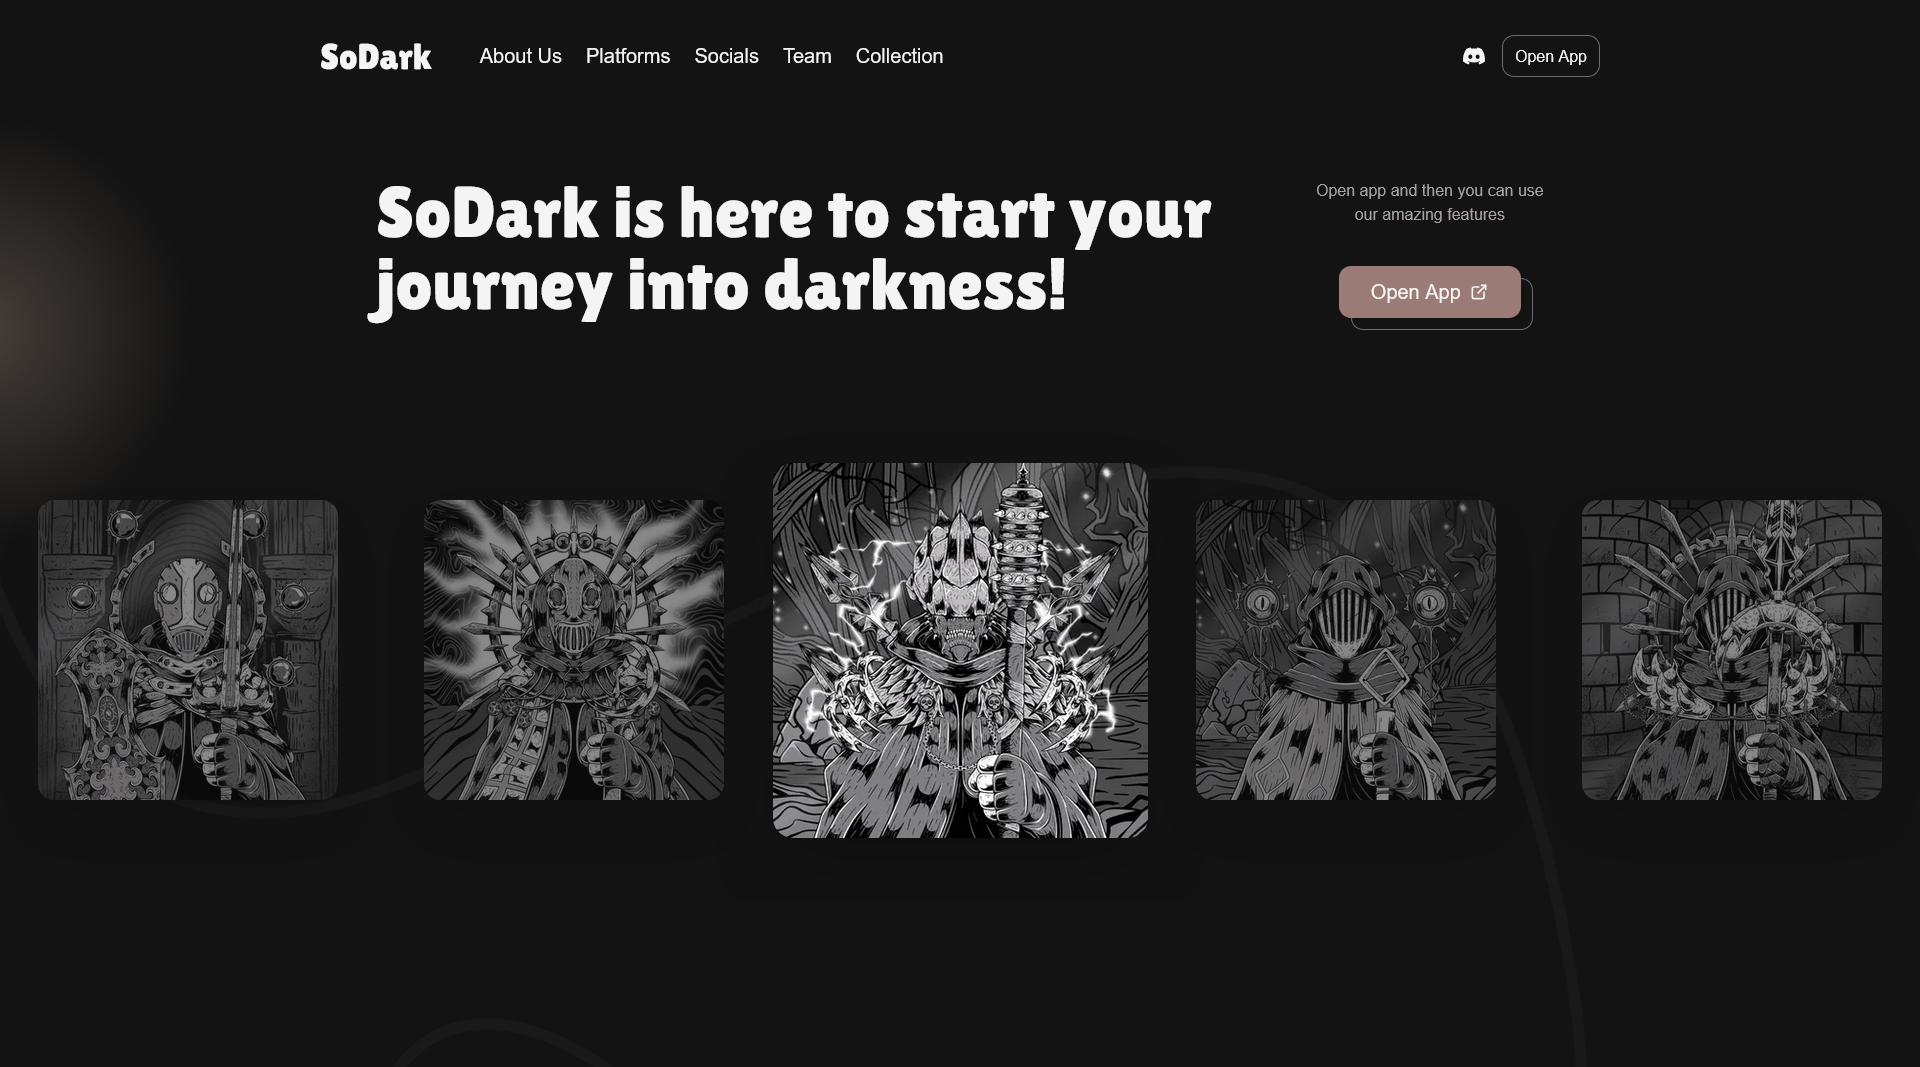 SoDark
About Us
Platforms
Socials
Team
Collection
Open App
SoDark is here to start your
journey into darkness!
Open app and then you can use
our amazing features
Open App